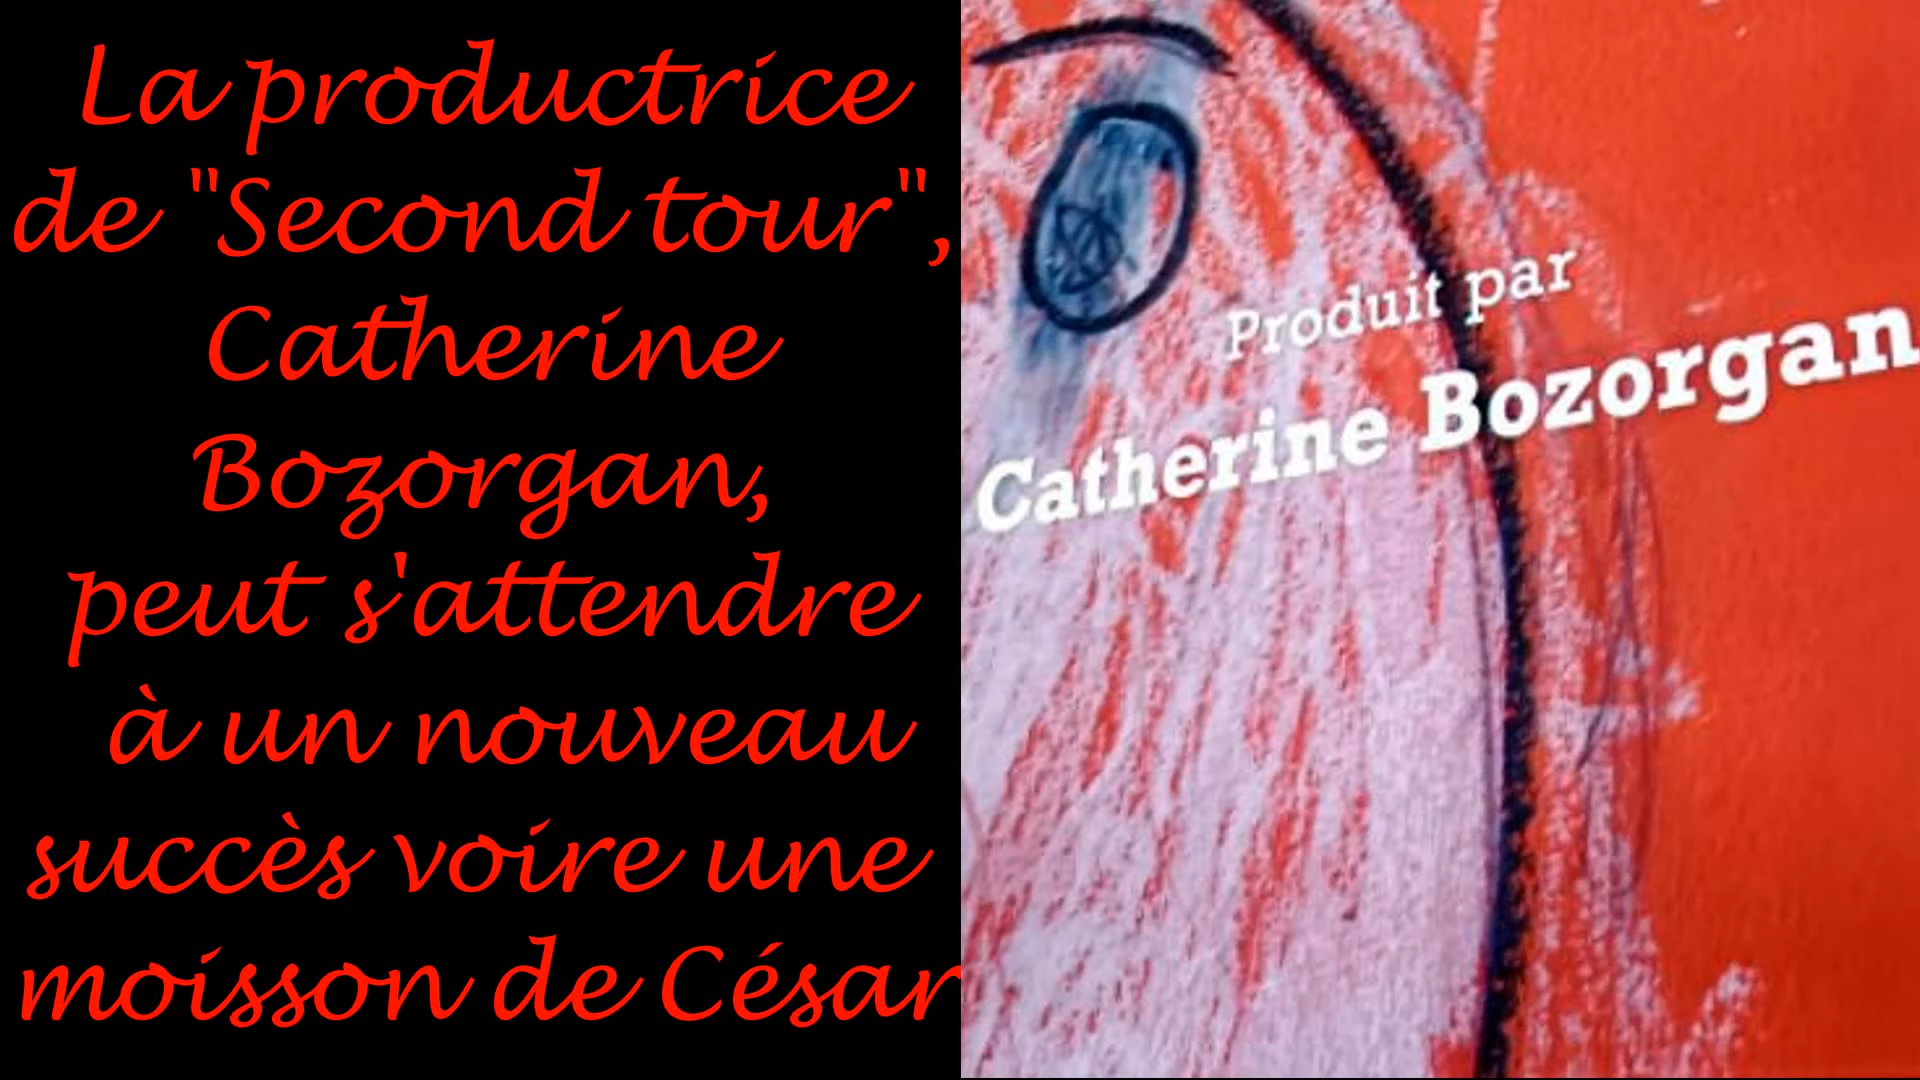 La productrice
de "Second tour",
Catherine
Bozorgan,
peut s'attendre
à un nouveau
succès voire une
moisson de César
Produit par
Catherine Bozorgan